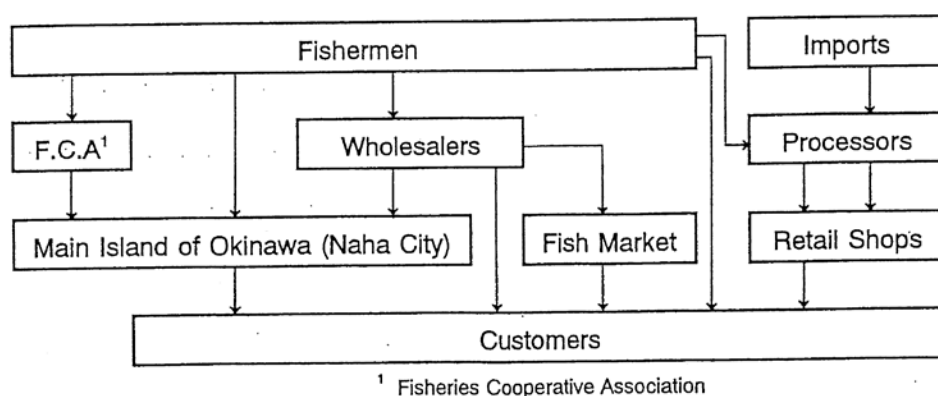 Fishermen
Imports
F.C.A¹
Wholesalers
Processors
Main Island of Okinawa (Naha City)
Fish Market
Retail Shops
Customers
¹ Fisheries Cooperative Association